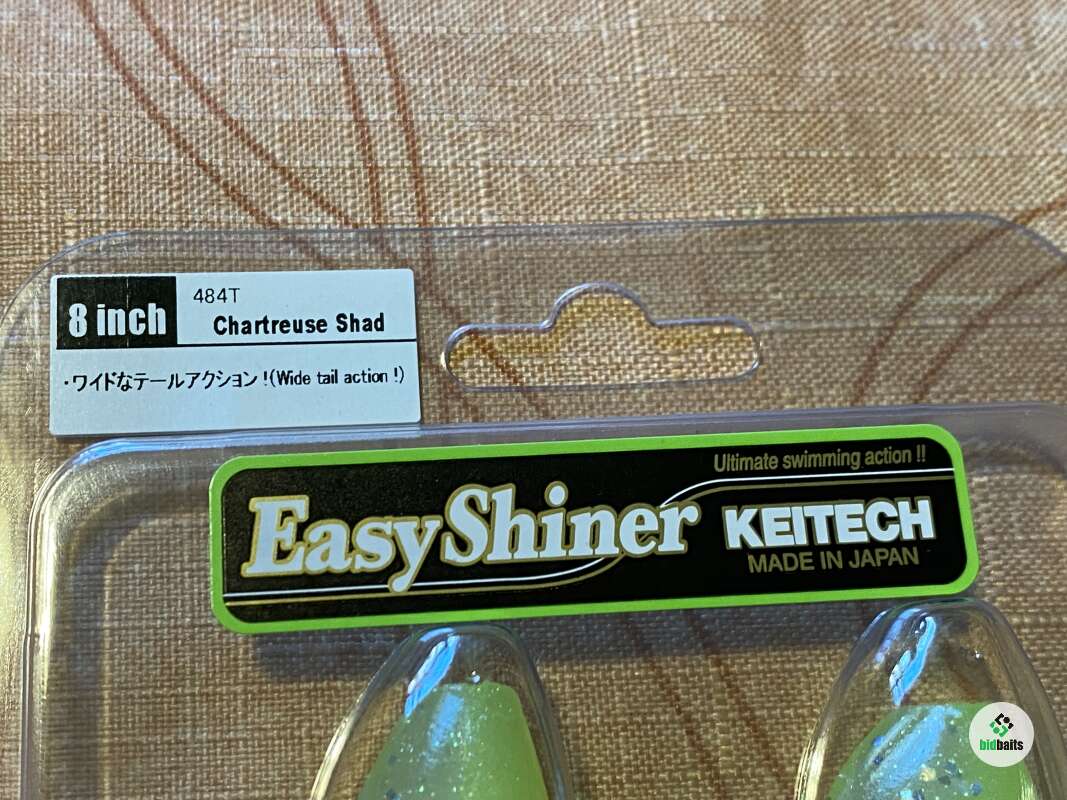 8 inch
484T
Chartreuse Shad
・ワイドなテールアクション!(Wide tail action !)
Ultimate swimming action !!
EasyShiner
KEITECH
MADE IN JAPAN
bidbaits